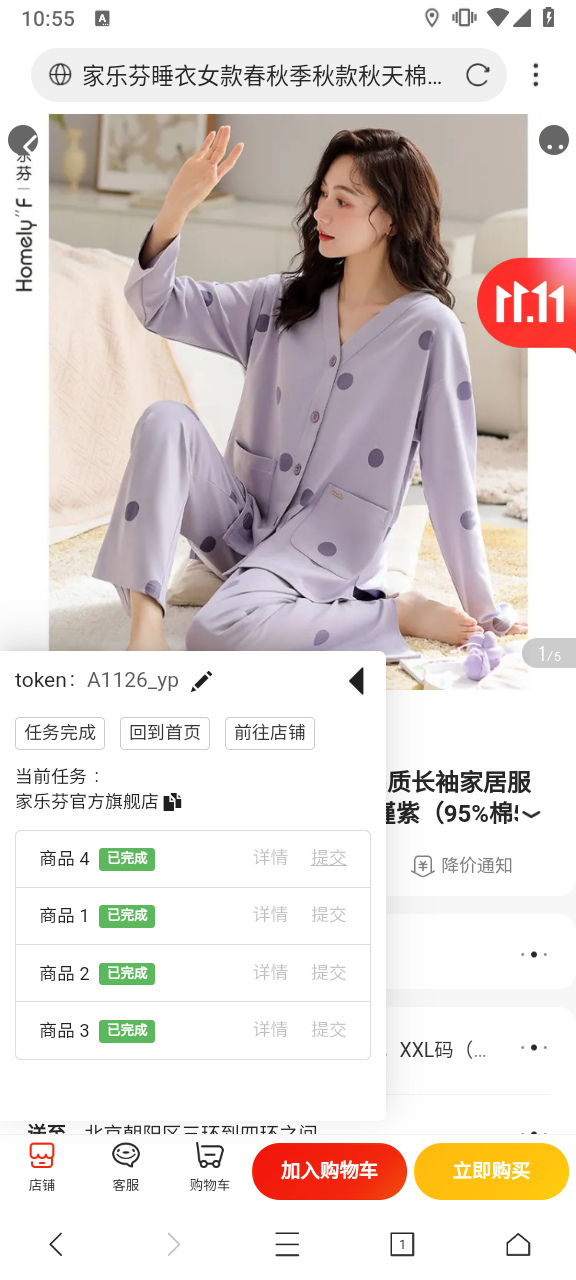 10:55
A
家乐芬睡衣女款春秋季秋款秋天棉...
芬 | Homely"f
11.11
1/5
token: A1126_yp
任务完成 回到首页 前往店铺
当前任务：
家乐芬官方旗舰店
质长袖家居服
紫（95%棉
降价通知
商品 4 已完成 详情 提交
商品 1 已完成 详情 提交
商品 2 已完成 详情 提交
商品 3 已完成 详情 提交
XXL码（...
送至 北京朝阳区三环到四环之间
店铺 客服 购物车 加入购物车 立即购买
1